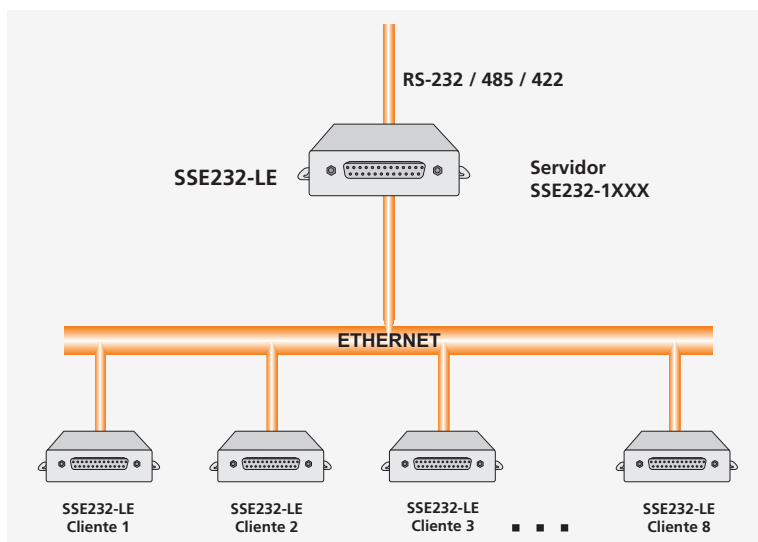 RS-232 / 485 / 422
SSE232-LE
Servidor
SSE232-1XXX
ETHERNET
SSE232-LE
Cliente 1
SSE232-LE
Cliente 2
SSE232-LE
Cliente 3
SSE232-LE
Cliente 8